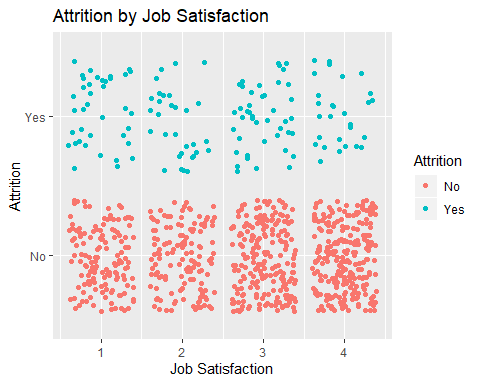 Attrition by Job Satisfaction
Attrition
Yes
No
1 2 3 4
Job Satisfaction
Attrition
No
Yes